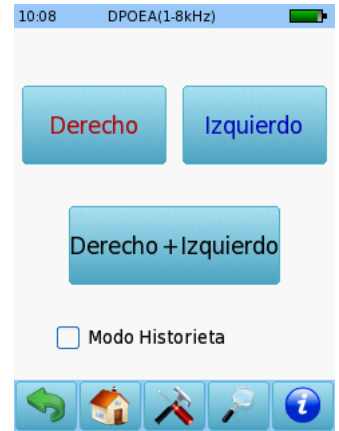 10:08 DPOEA(1-8kHz)
Derecho Izquierdo
Derecho + Izquierdo
Modo Historieta
i